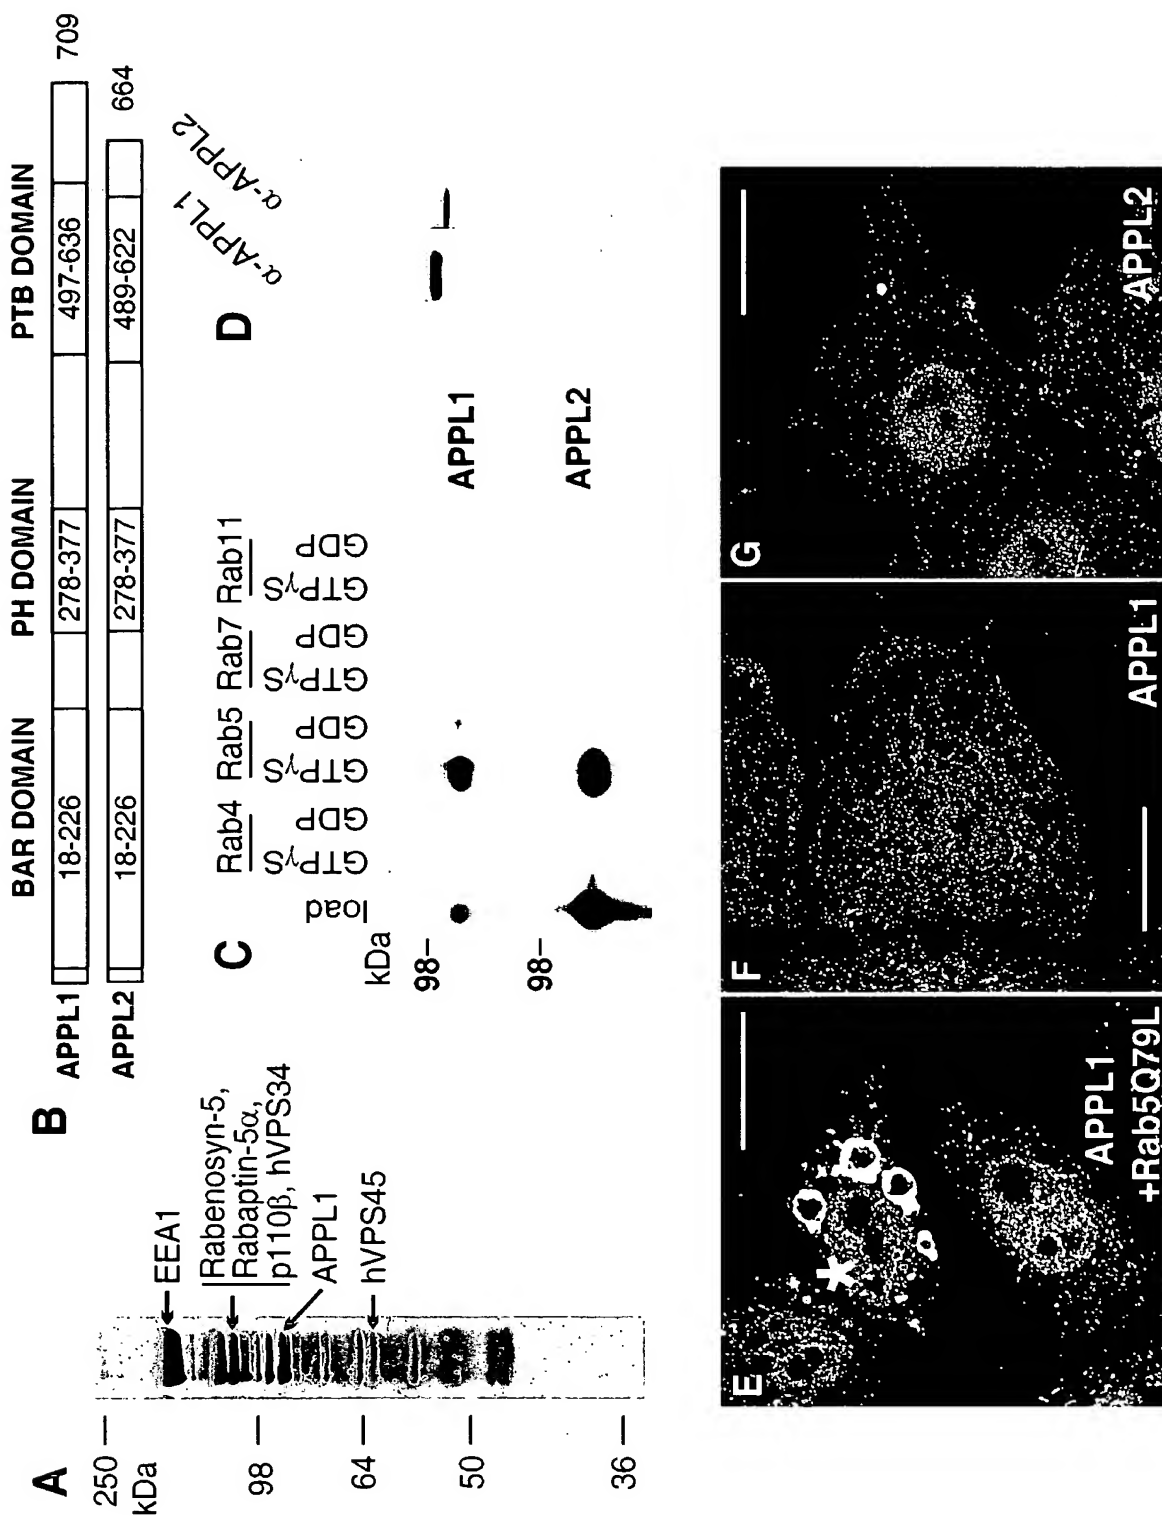 A
250
kDa
98
64
50
36
EEA1
Rabenosyn-5,
Rabaptin-5α,
p110β, hVPS34
APPL1
hVPS45
B
BAR DOMAIN PH DOMAIN PTB DOMAIN
APPL1 18-226 278-377 497-636 709
APPL2 18-226 278-377 489-622 664
C
Rab4 Rab5 Rab7 Rab11
load GTPγS GDP GTPγS GDP GTPγS GDP GTPγS GDP
kDa
98
APPL1
98
APPL2
D
α-APPL1 α-APPL2
E
APPL1
+Rab5Q79L
F
APPL1
G
APPL2